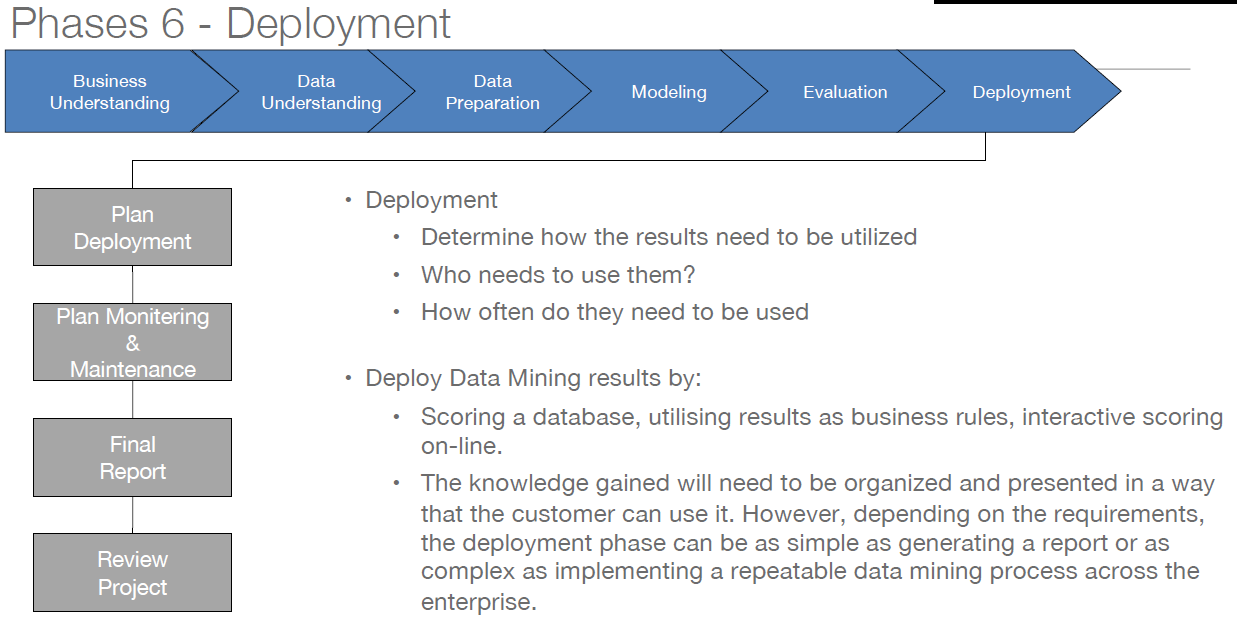 Phases 6 - Deployment
Business
Understanding
Data
Understanding
Data
Preparation
Modeling
Evaluation
Deployment
Plan
Deployment
Plan Monitering
&
Maintenance
Final
Report
Review
Project
• Deployment
• Determine how the results need to be utilized
• Who needs to use them?
• How often do they need to be used
• Deploy Data Mining results by:
• Scoring a database, utilising results as business rules, interactive scoring
on-line.
• The knowledge gained will need to be organized and presented in a way
that the customer can use it. However, depending on the requirements,
the deployment phase can be as simple as generating a report or as
complex as implementing a repeatable data mining process across the
enterprise.